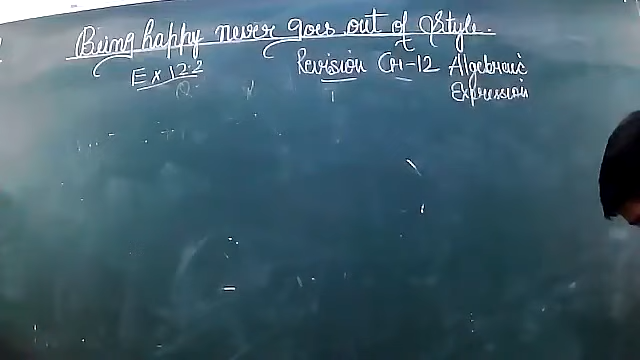 Being happy never goes out of Style.
Ex 12.2
Revision CH-12 Algebraic
Expression